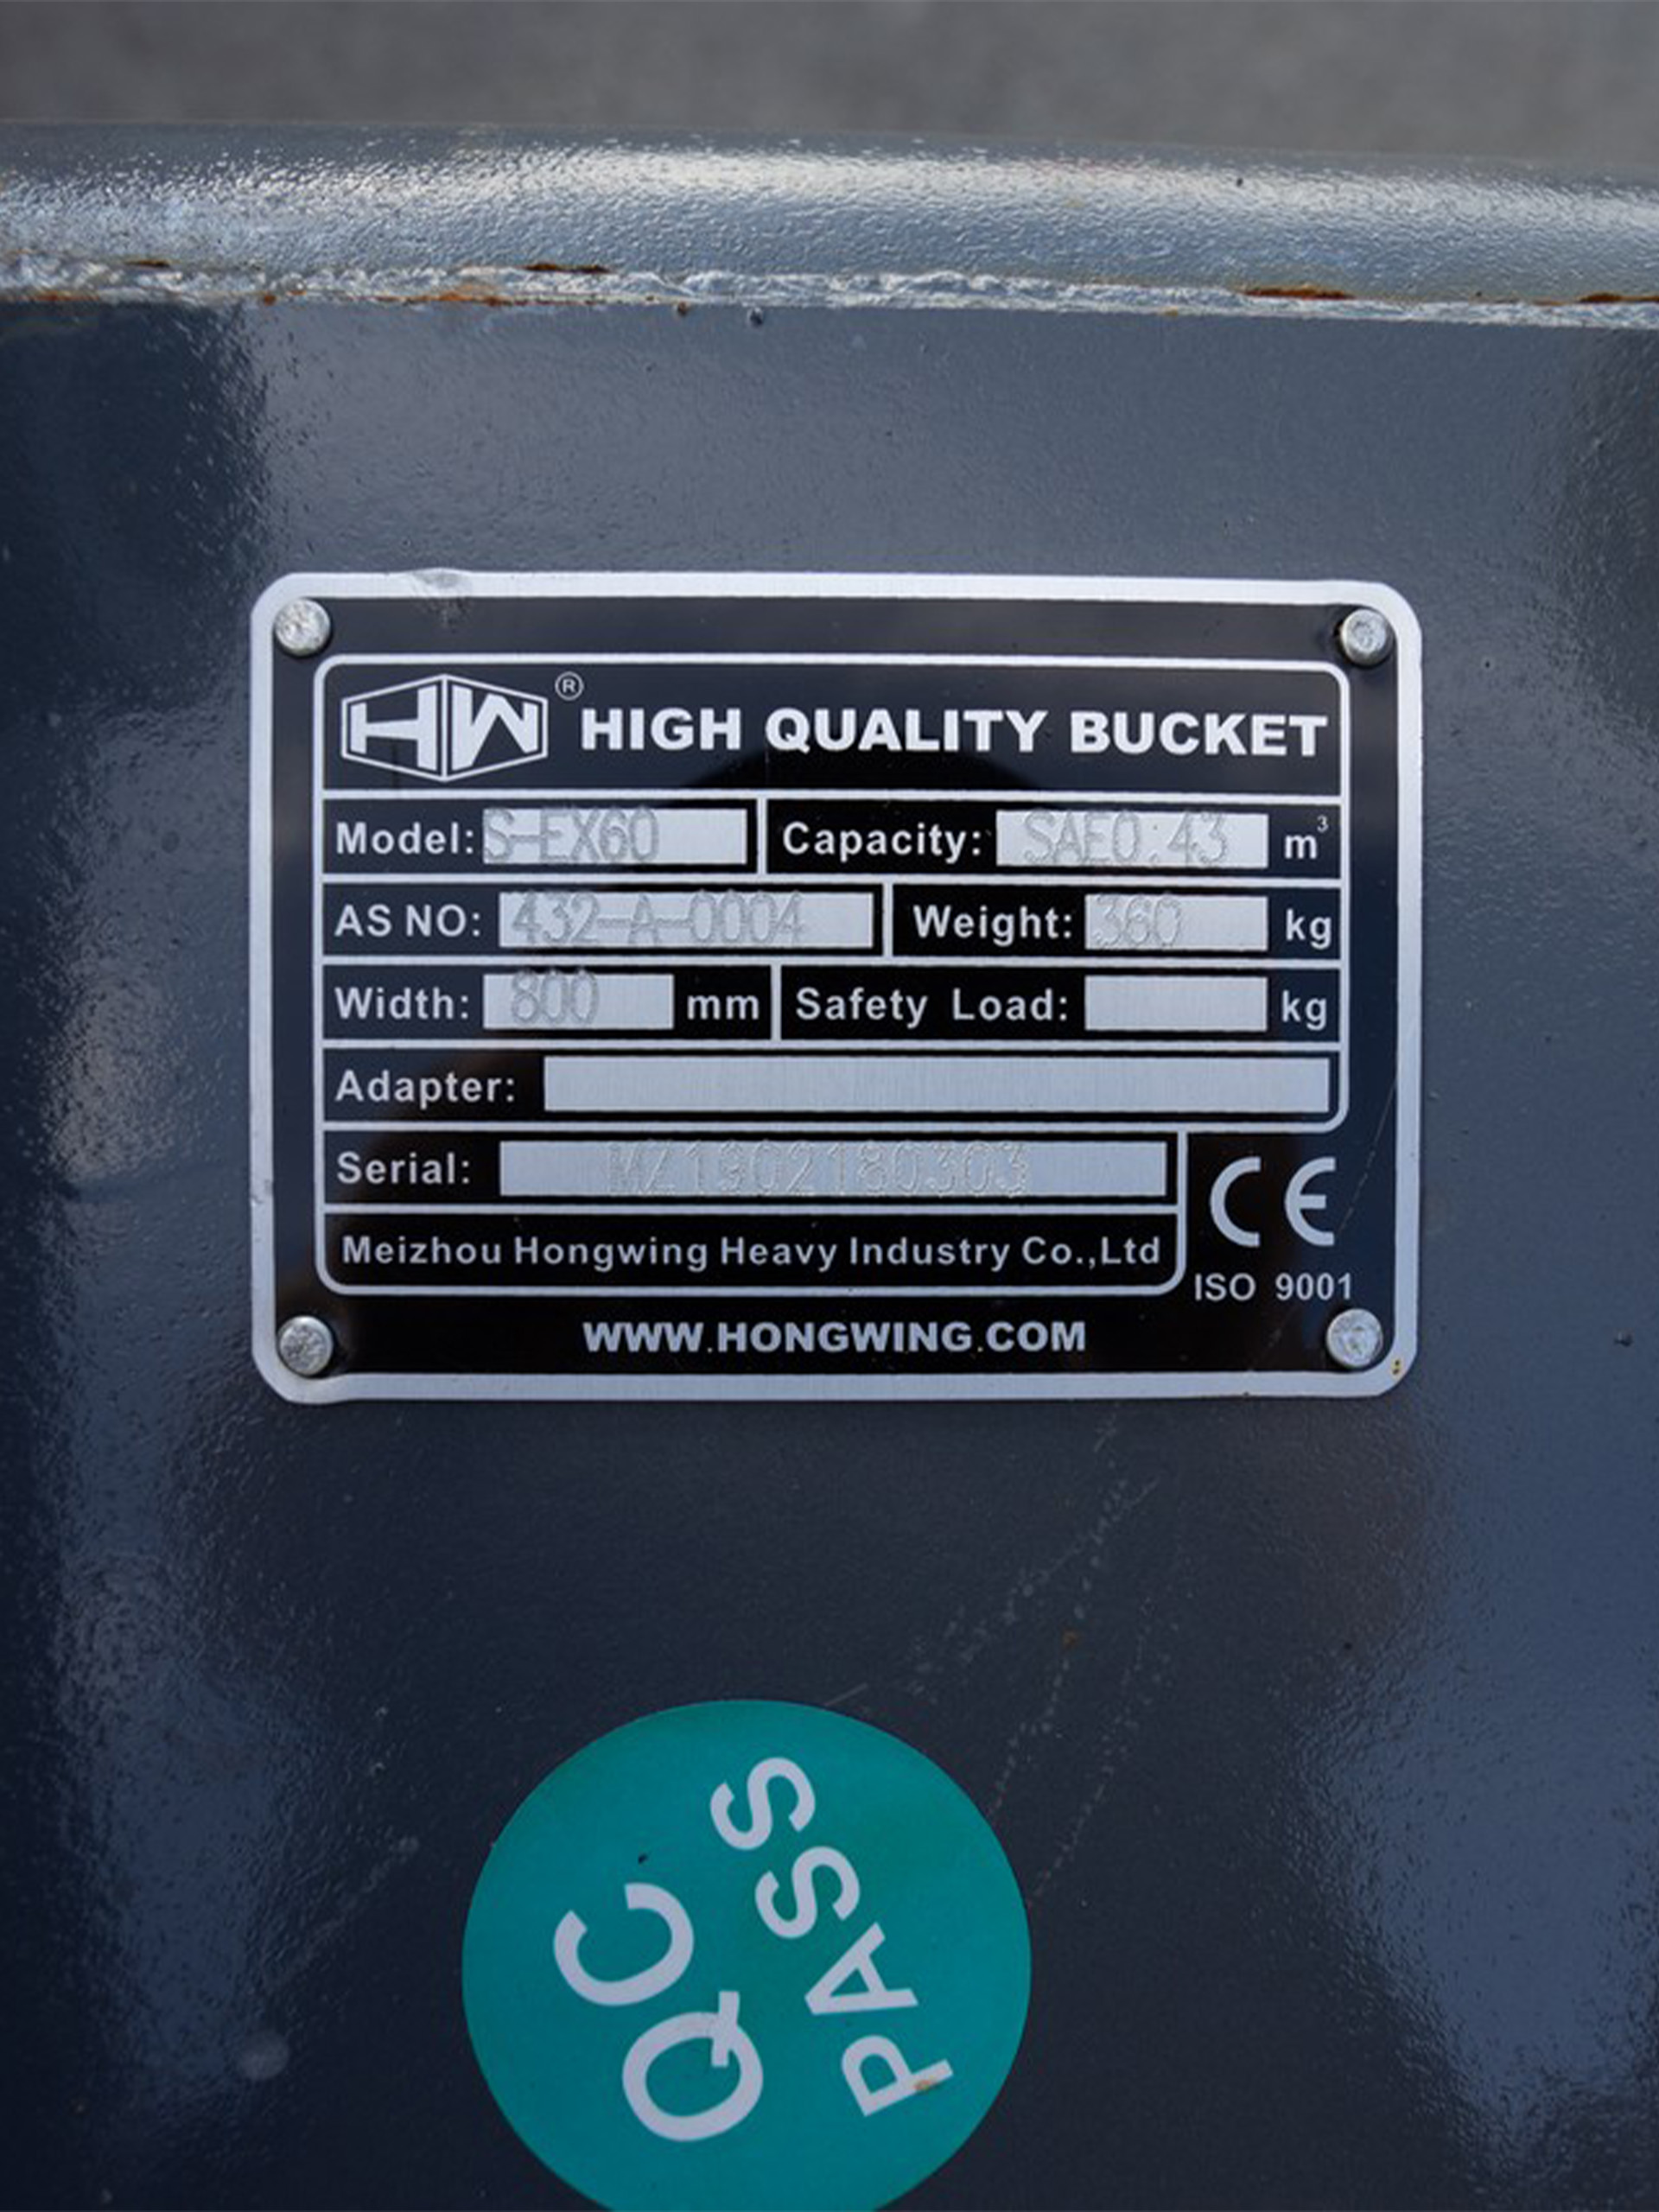 HW® HIGH QUALITY BUCKET
Model: S-EX60 Capacity: SAE0.43 m³
AS NO: 432-A-0004 Weight: 360 kg
Width: 800 mm Safety Load: kg
Adapter:
Serial: MZ1902180303
Meizhou Hongwing Heavy Industry Co.,Ltd
CE
ISO 9001
WWW.HONGWING.COM
QC
PASS